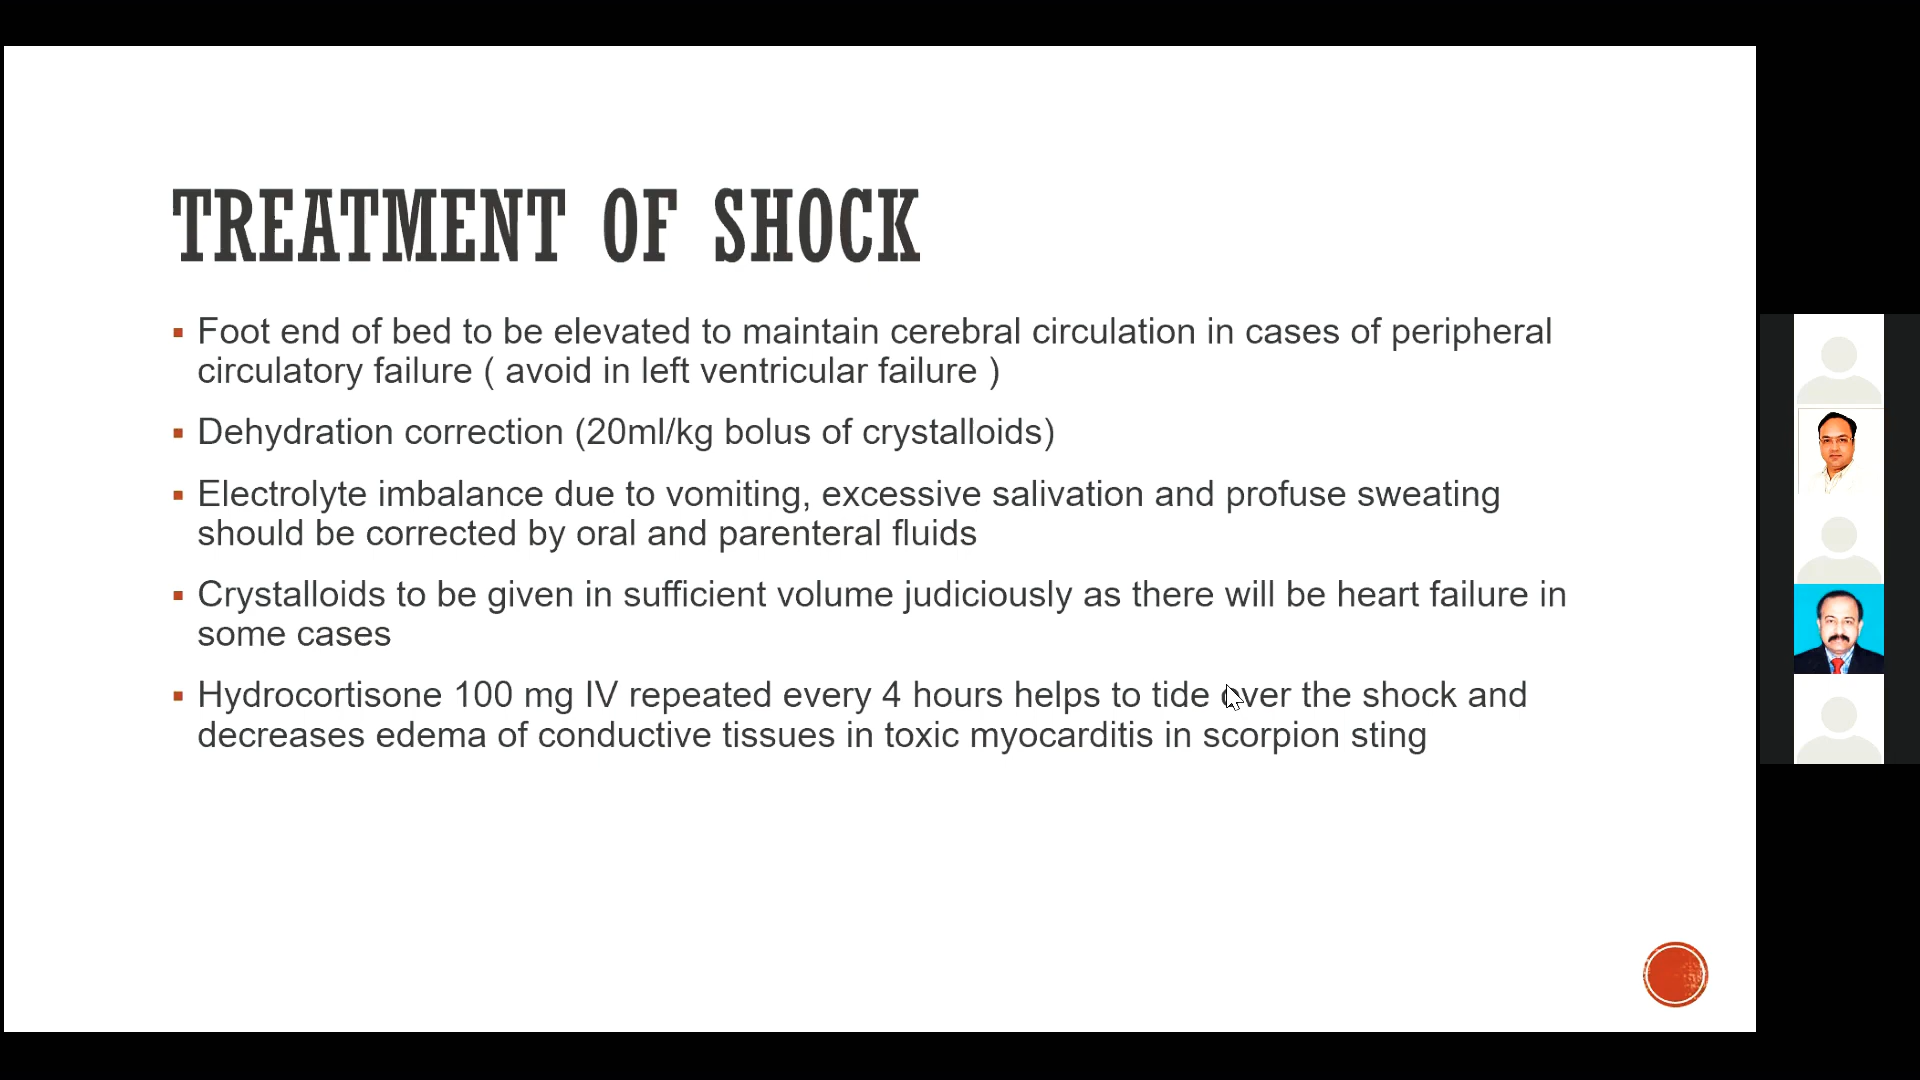 TREATMENT OF SHOCK
▪ Foot end of bed to be elevated to maintain cerebral circulation in cases of peripheral
circulatory failure ( avoid in left ventricular failure )
▪ Dehydration correction (20ml/kg bolus of crystalloids)
▪ Electrolyte imbalance due to vomiting, excessive salivation and profuse sweating
should be corrected by oral and parenteral fluids
▪ Crystalloids to be given in sufficient volume judiciously as there will be heart failure in
some cases
▪ Hydrocortisone 100 mg IV repeated every 4 hours helps to tide over the shock and
decreases edema of conductive tissues in toxic myocarditis in scorpion sting